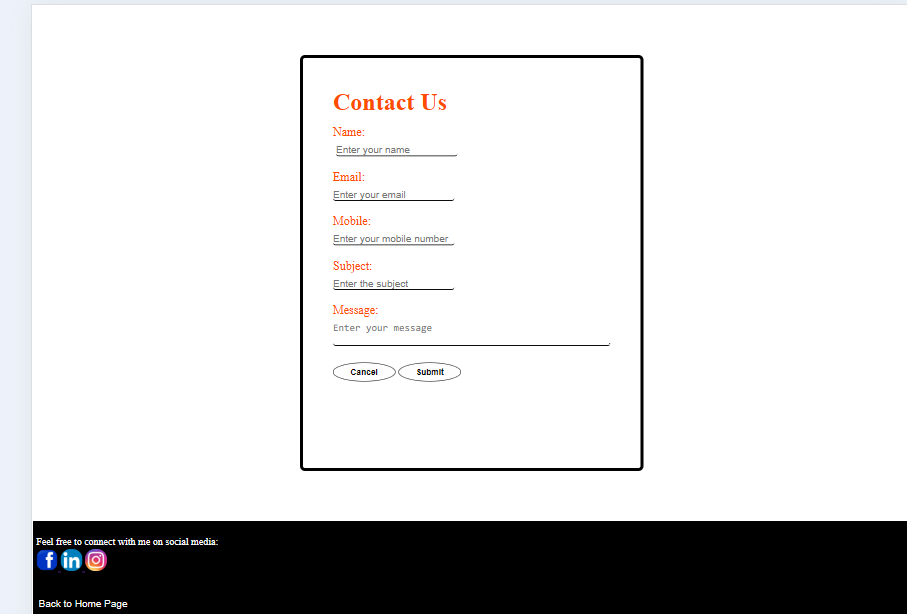 Contact Us
Name:
Enter your name
Email:
Enter your email
Mobile:
Enter your mobile number
Subject:
Enter the subject
Message:
Enter your message
Cancel Submit
Feel free to connect with me on social media:
f in
Back to Home Page